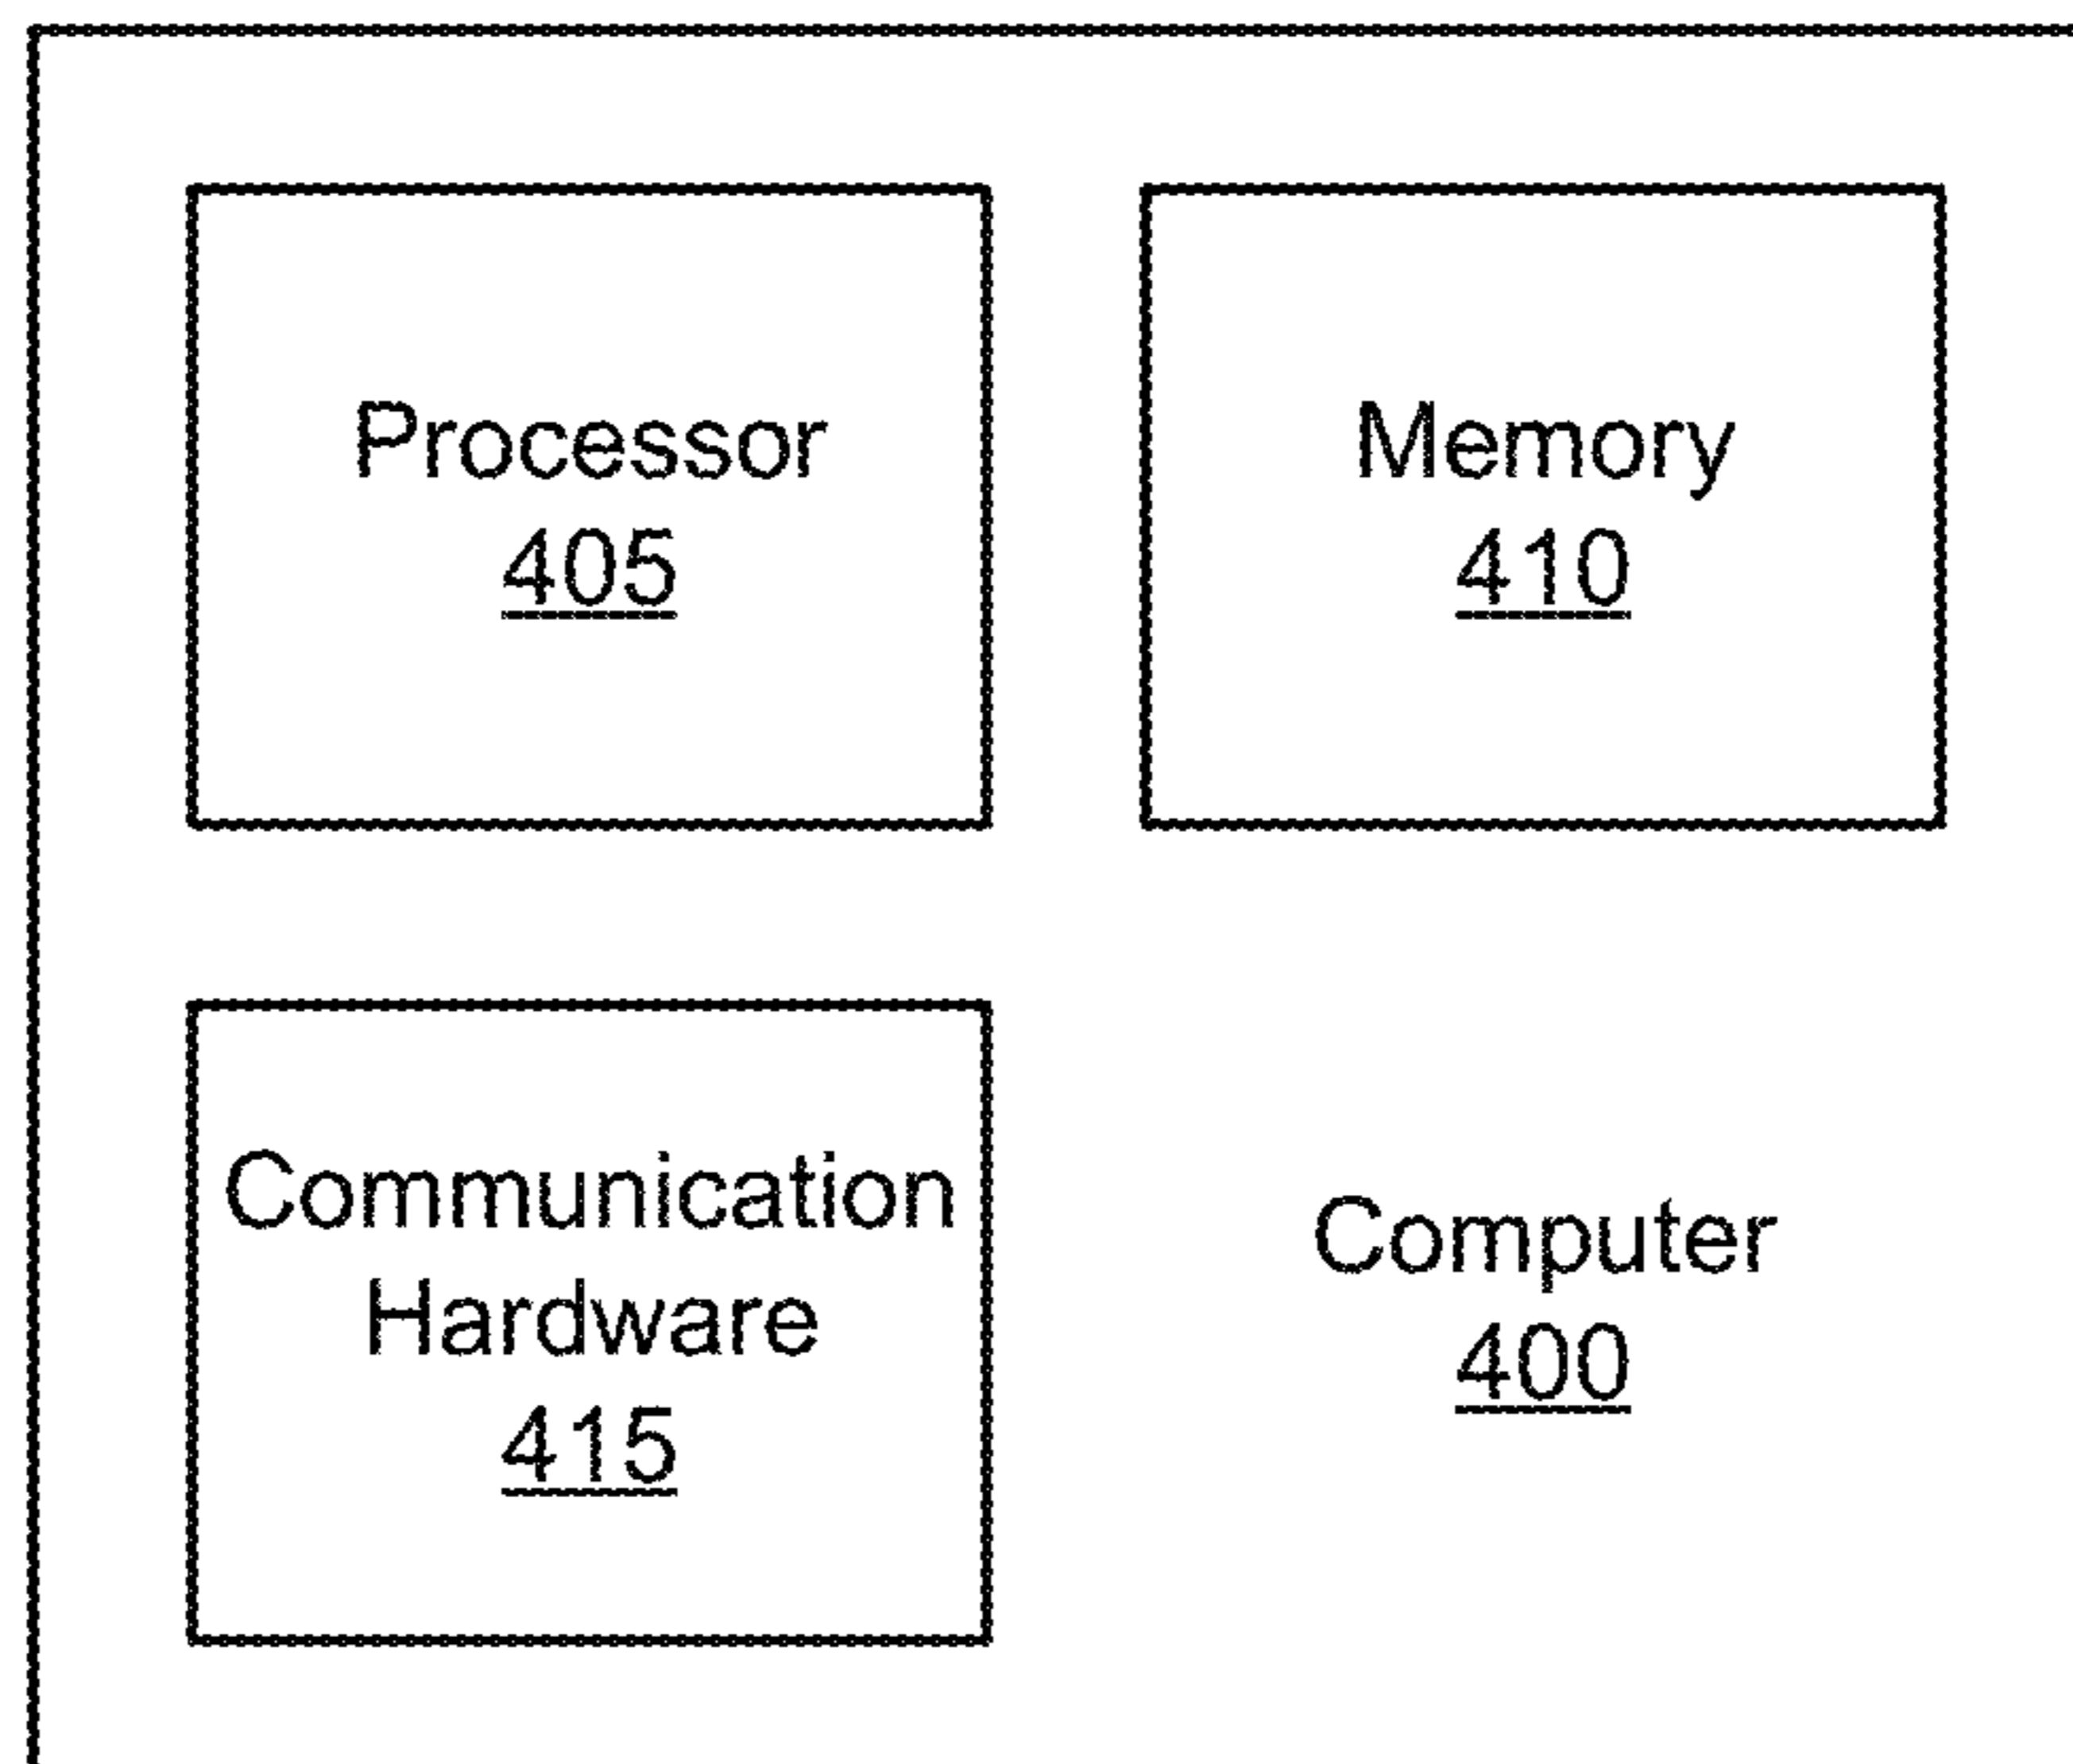 Processor
405
Memory
410
Communication
Hardware
415
Computer
400